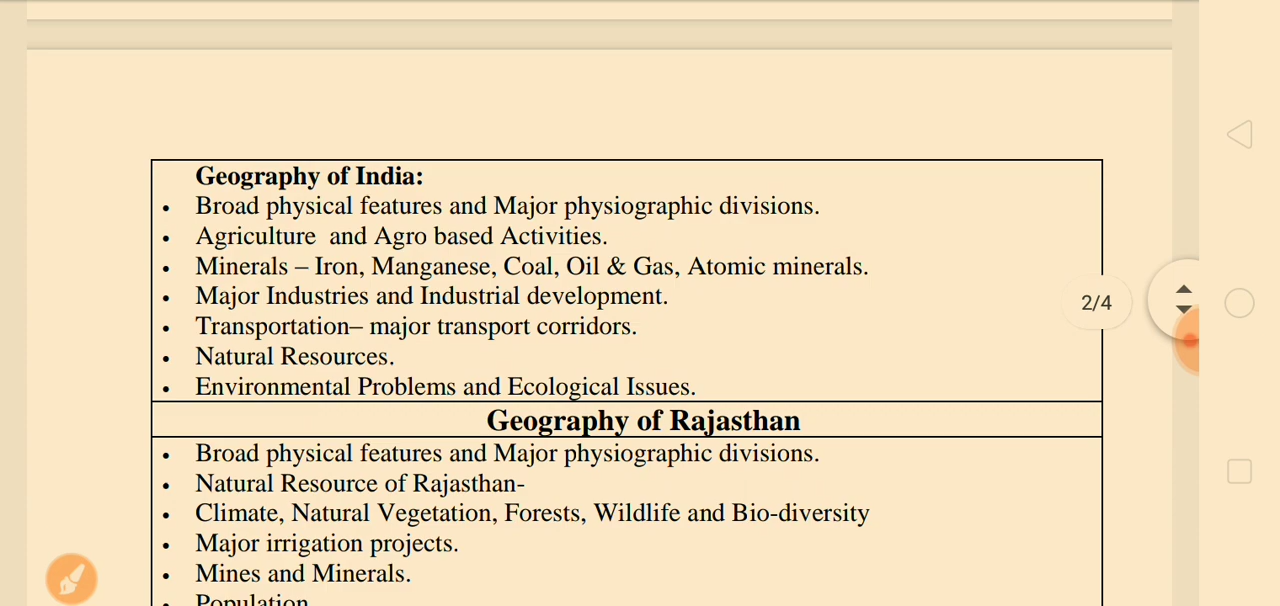 Geography of India:
• Broad physical features and Major physiographic divisions.
• Agriculture  and Agro based Activities.
• Minerals – Iron, Manganese, Coal, Oil & Gas, Atomic minerals.
• Major Industries and Industrial development.
• Transportation– major transport corridors.
2/4
• Natural Resources.
• Environmental Problems and Ecological Issues.
Geography of Rajasthan
• Broad physical features and Major physiographic divisions.
• Natural Resource of Rajasthan-
• Climate, Natural Vegetation, Forests, Wildlife and Bio-diversity
• Major irrigation projects.
• Mines and Minerals.
• Population